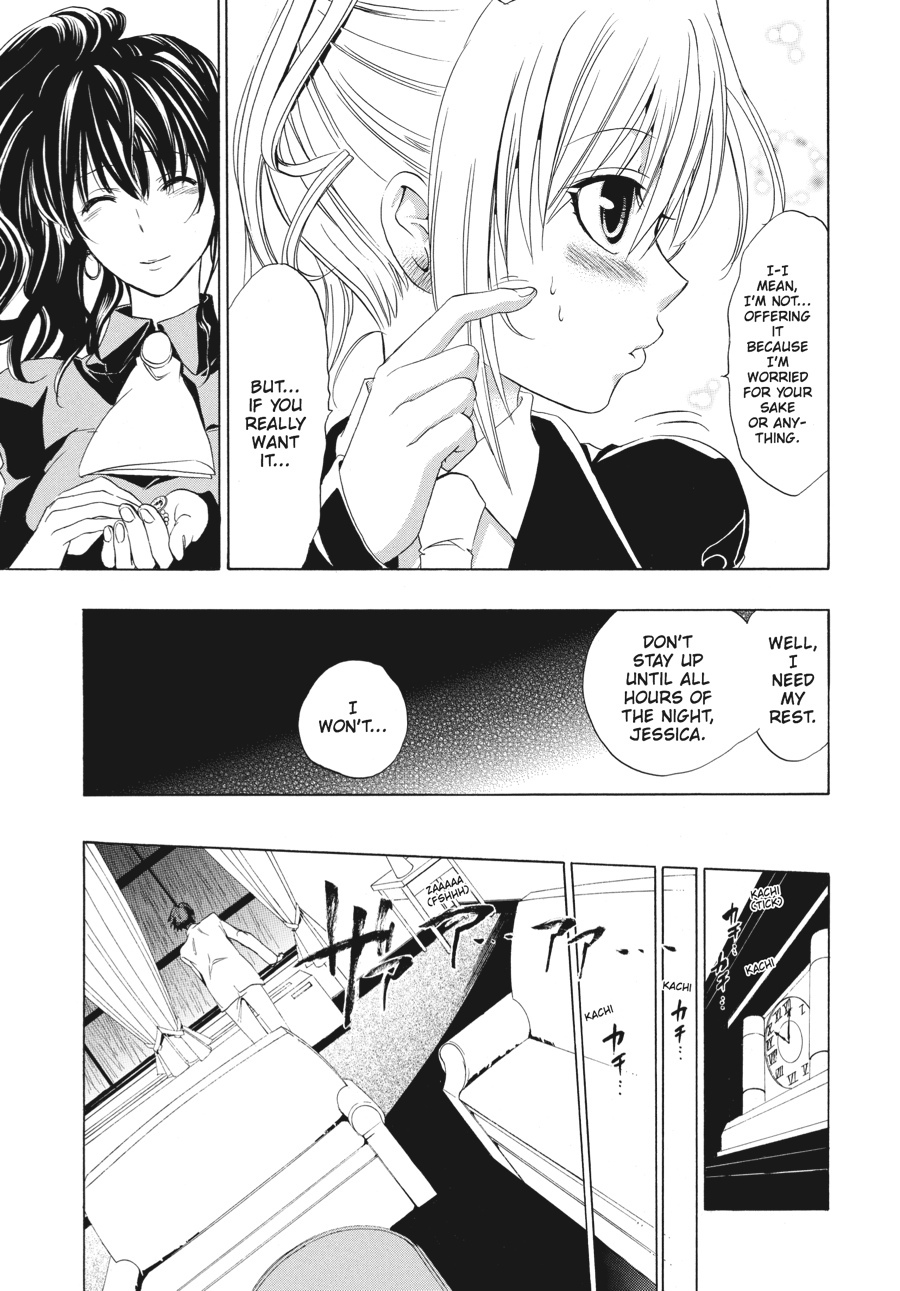 I-I
MEAN,
I'M NOT...
OFFERING
IT
BECAUSE
I'M
WORRIED
FOR YOUR
SAKE
OR ANY-
THING.
BUT...
IF YOU
REALLY
WANT
IT...
WELL,
I
NEED
MY
REST.
DON'T
STAY UP
UNTIL ALL
HOURS OF
THE NIGHT,
JESSICA.
I
WON'T...
KACHI
(TICK)
カチ…
KACHI
カチ…
KACHI
カチ…
KACHI
カチ…
ZAAAAA
(FSHHH)
ザァァァ…アァ…